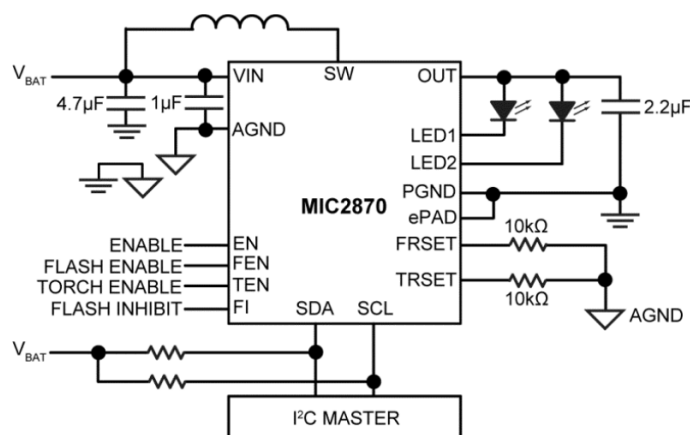 VBAT
VIN
SW
OUT
4.7µF
1µF
2.2µF
AGND
LED1
LED2
MIC2870
PGND
ePAD
ENABLE
EN
FRSET
10kΩ
FLASH ENABLE
FEN
TORCH ENABLE
TEN
TRSET
10kΩ
FLASH INHIBIT
FI
SDA
SCL
AGND
VBAT
I²C MASTER